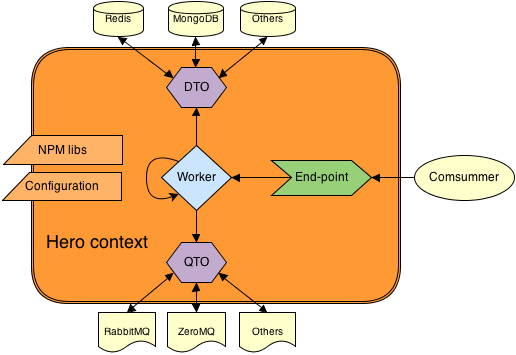 Redis
MongoDB
Others
DTO
NPM libs
Configuration
Worker
End-point
Comsummer
Hero context
QTO
RabbitMQ
ZeroMQ
Others